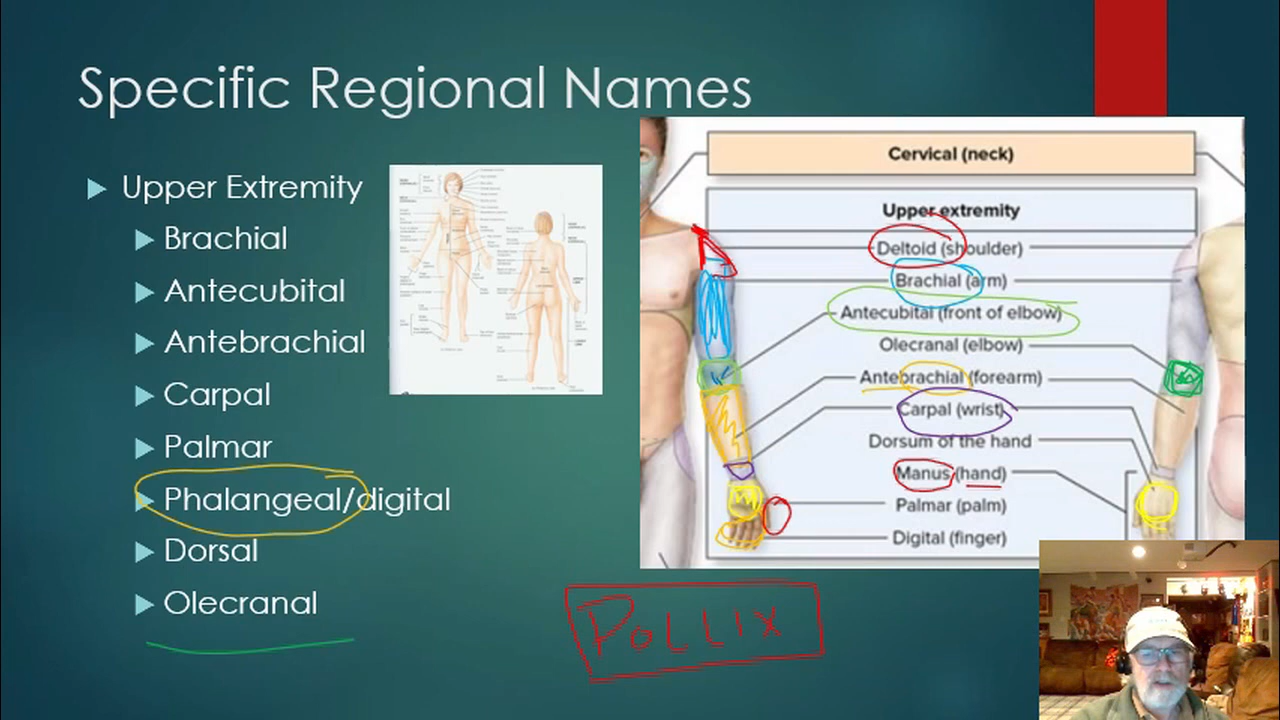 Specific Regional Names
Upper Extremity
Brachial
Antecubital
Antebrachial
Carpal
Palmar
Phalangeal/digital
Dorsal
Olecranal
Cervical (neck)
Upper extremity
Deltoid (shoulder)
Brachial (arm)
Antecubital (front of elbow)
Olecranal (elbow)
Antebrachial (forearm)
Carpal (wrist)
Dorsum of the hand
Manus (hand)
Palmar (palm)
Digital (finger)
POLLIX